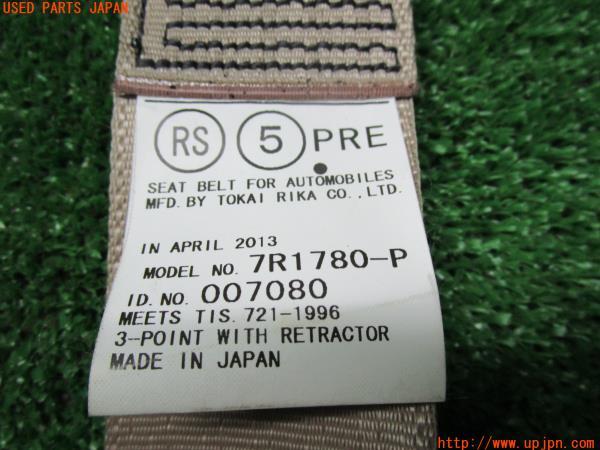 USED PARTS JAPAN
RS 5 PRE
SEAT BELT FOR AUTOMOBILES
MFD. BY TOKAI RIKA CO., LTD.
IN APRIL 2013
MODEL NO. 7R1780-P
ID. NO. 007080
MEETS TIS. 721-1996
3-POINT WITH RETRACTOR
MADE IN JAPAN
http://www.upjpn.com